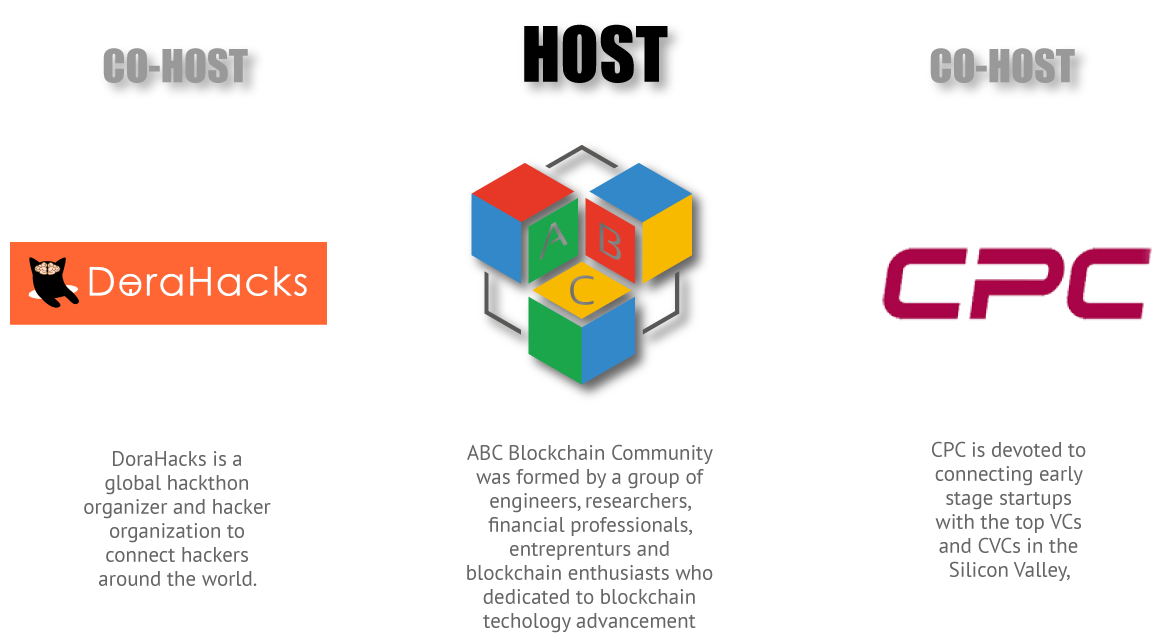 CO-HOST
DoraHacks
DoraHacks is a
global hackthon
organizer and hacker
organization to
connect hackers
around the world.
HOST
A B
C
ABC Blockchain Community
was formed by a group of
engineers, researchers,
financial professionals,
entreprenturs and
blockchain enthusiasts who
dedicated to blockchain
techology advancement
CO-HOST
CPC
CPC is devoted to
connecting early
stage startups
with the top VCs
and CVCs in the
Silicon Valley,